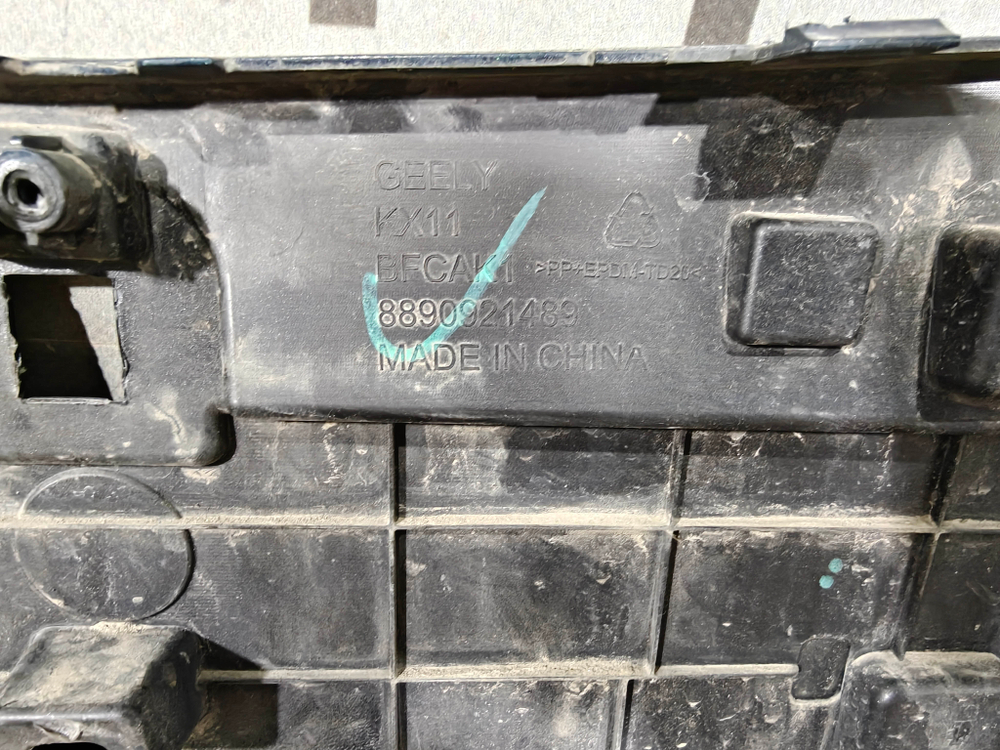 GEELY
KX11
BFCAK1 >PP+EPDM-TD20<
8890921489
MADE IN CHINA